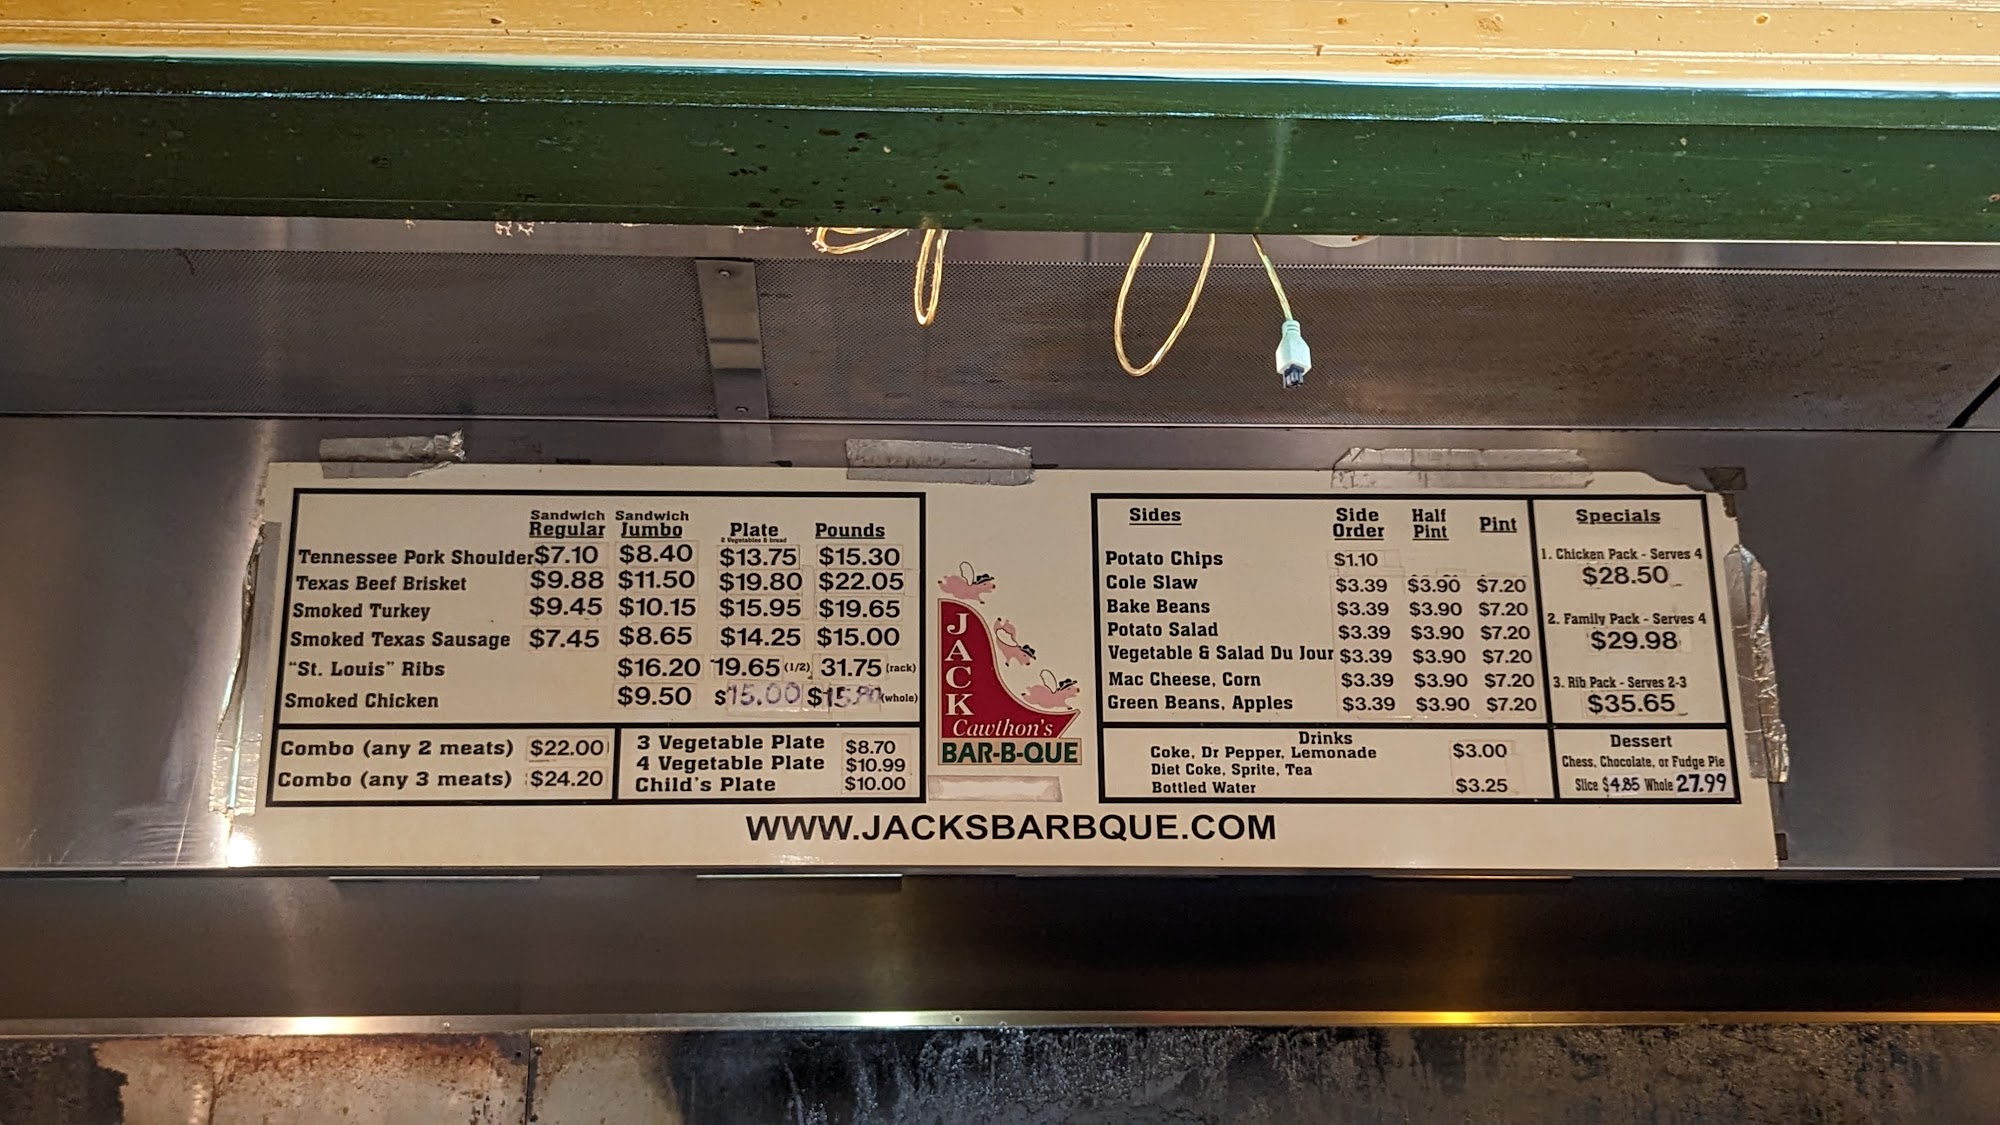 Sandwich Regular Sandwich Jumbo Plate 2 Vegetables & bread Pounds
Tennessee Pork Shoulder $7.10 $8.40 $13.75 $15.30
Texas Beef Brisket $9.88 $11.50 $19.80 $22.05
Smoked Turkey $9.45 $10.15 $15.95 $19.65
Smoked Texas Sausage $7.45 $8.65 $14.25 $15.00
"St. Louis" Ribs $16.20 19.65 (1/2) 31.75 (rack)
Smoked Chicken $9.50 $15.00 (whole)
Combo (any 2 meats) $22.00
Combo (any 3 meats) $24.20
3 Vegetable Plate $8.70
4 Vegetable Plate $10.99
Child's Plate $10.00
JACK
Cawthon's
BAR-B-QUE
Sides Side Order Half Pint Pint
Potato Chips $1.10
Cole Slaw $3.39 $3.90 $7.20
Bake Beans $3.39 $3.90 $7.20
Potato Salad $3.39 $3.90 $7.20
Vegetable & Salad Du Jour $3.39 $3.90 $7.20
Mac Cheese, Corn $3.39 $3.90 $7.20
Green Beans, Apples $3.39 $3.90 $7.20
Specials
1. Chicken Pack - Serves 4
$28.50
2. Family Pack - Serves 4
$29.98
3. Rib Pack - Serves 2-3
$35.65
Drinks
Coke, Dr Pepper, Lemonade $3.00
Diet Coke, Sprite, Tea
Bottled Water $3.25
Dessert
Chess, Chocolate, or Fudge Pie
Slice $4.85 Whole 27.99
WWW.JACKSBARBQUE.COM